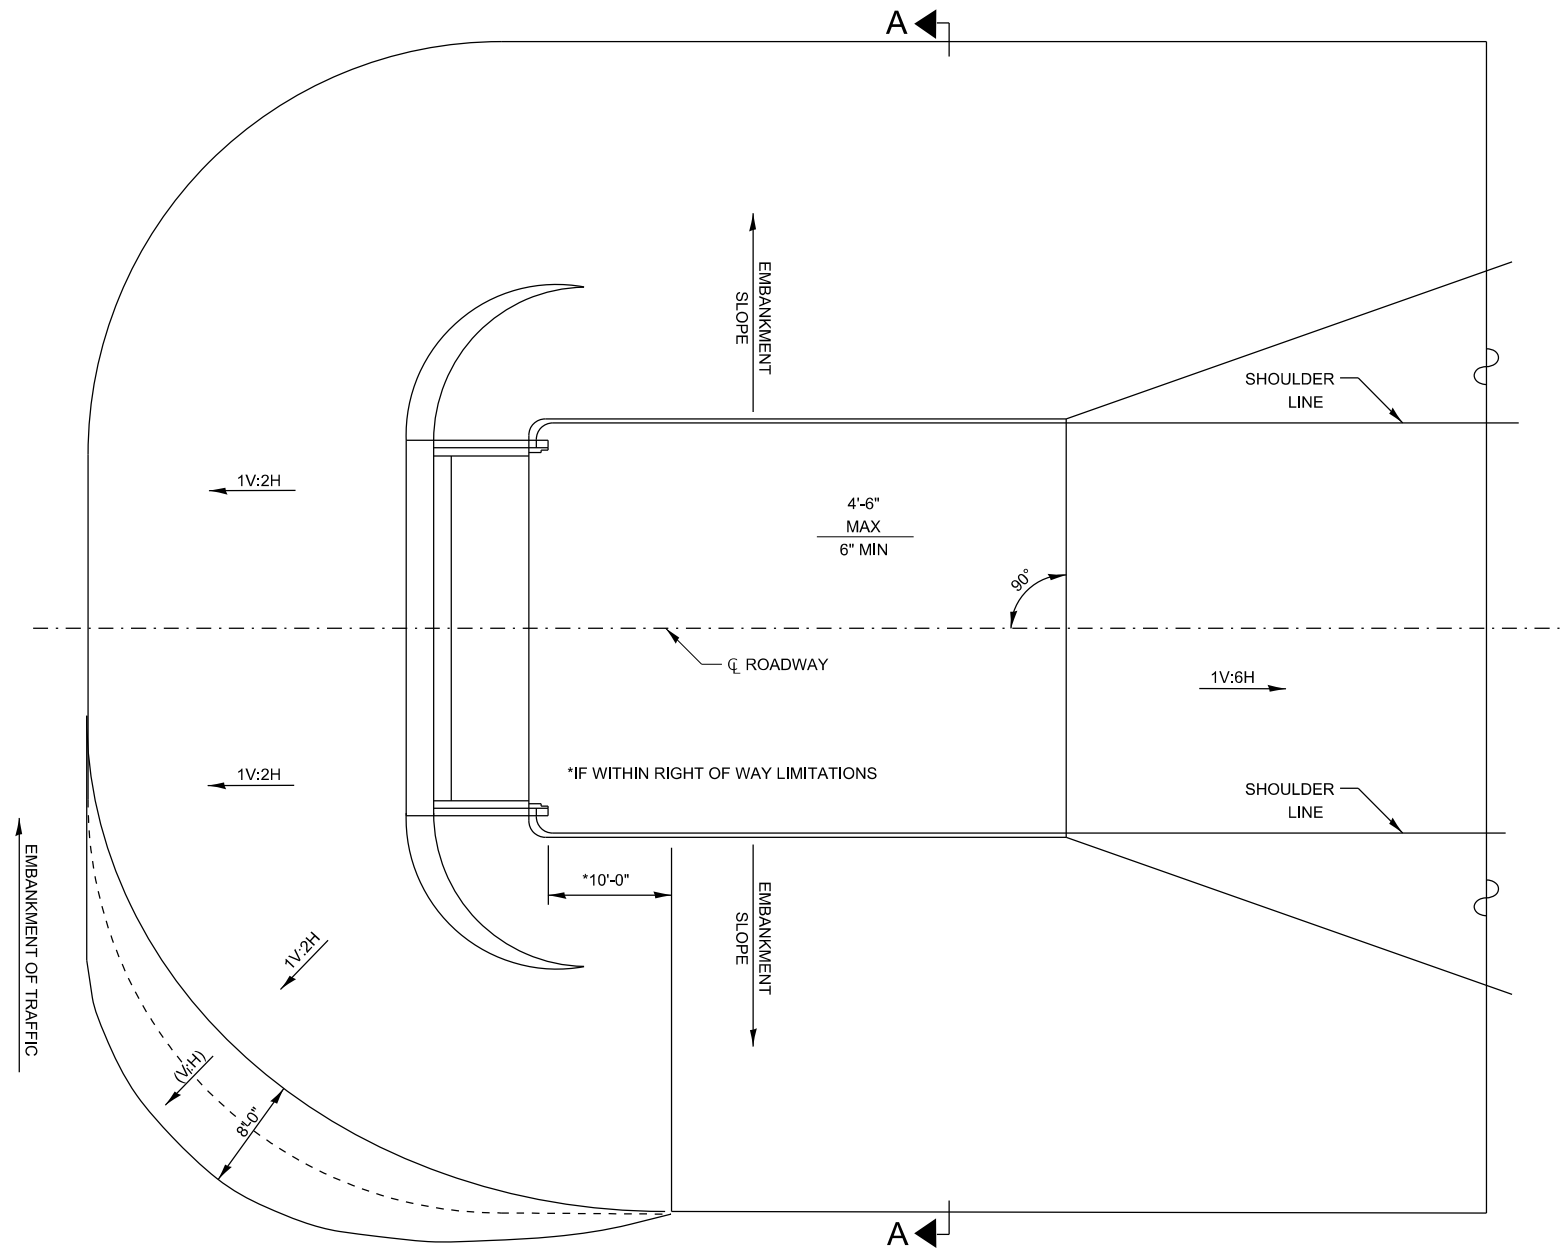 A
EMBANKMENT
SLOPE
SHOULDER
LINE
1V:2H
4'-6"
MAX
6" MIN
90°
℄ ROADWAY
1V:6H
*IF WITHIN RIGHT OF WAY LIMITATIONS
1V:2H
SHOULDER
LINE
*10'-0"
EMBANKMENT
SLOPE
EMBANKMENT OF TRAFFIC
1V:2H
(V:H)
8'-0"
A